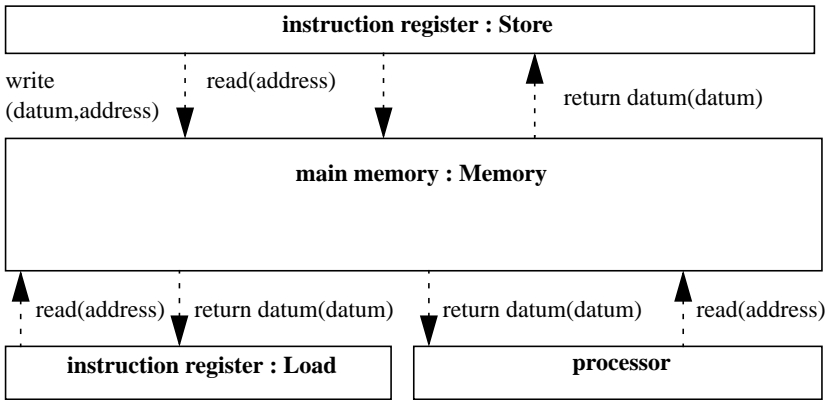 instruction register : Store
write
(datum,address)
read(address)
return datum(datum)
main memory : Memory
read(address)
return datum(datum)
return datum(datum)
read(address)
instruction register : Load
processor